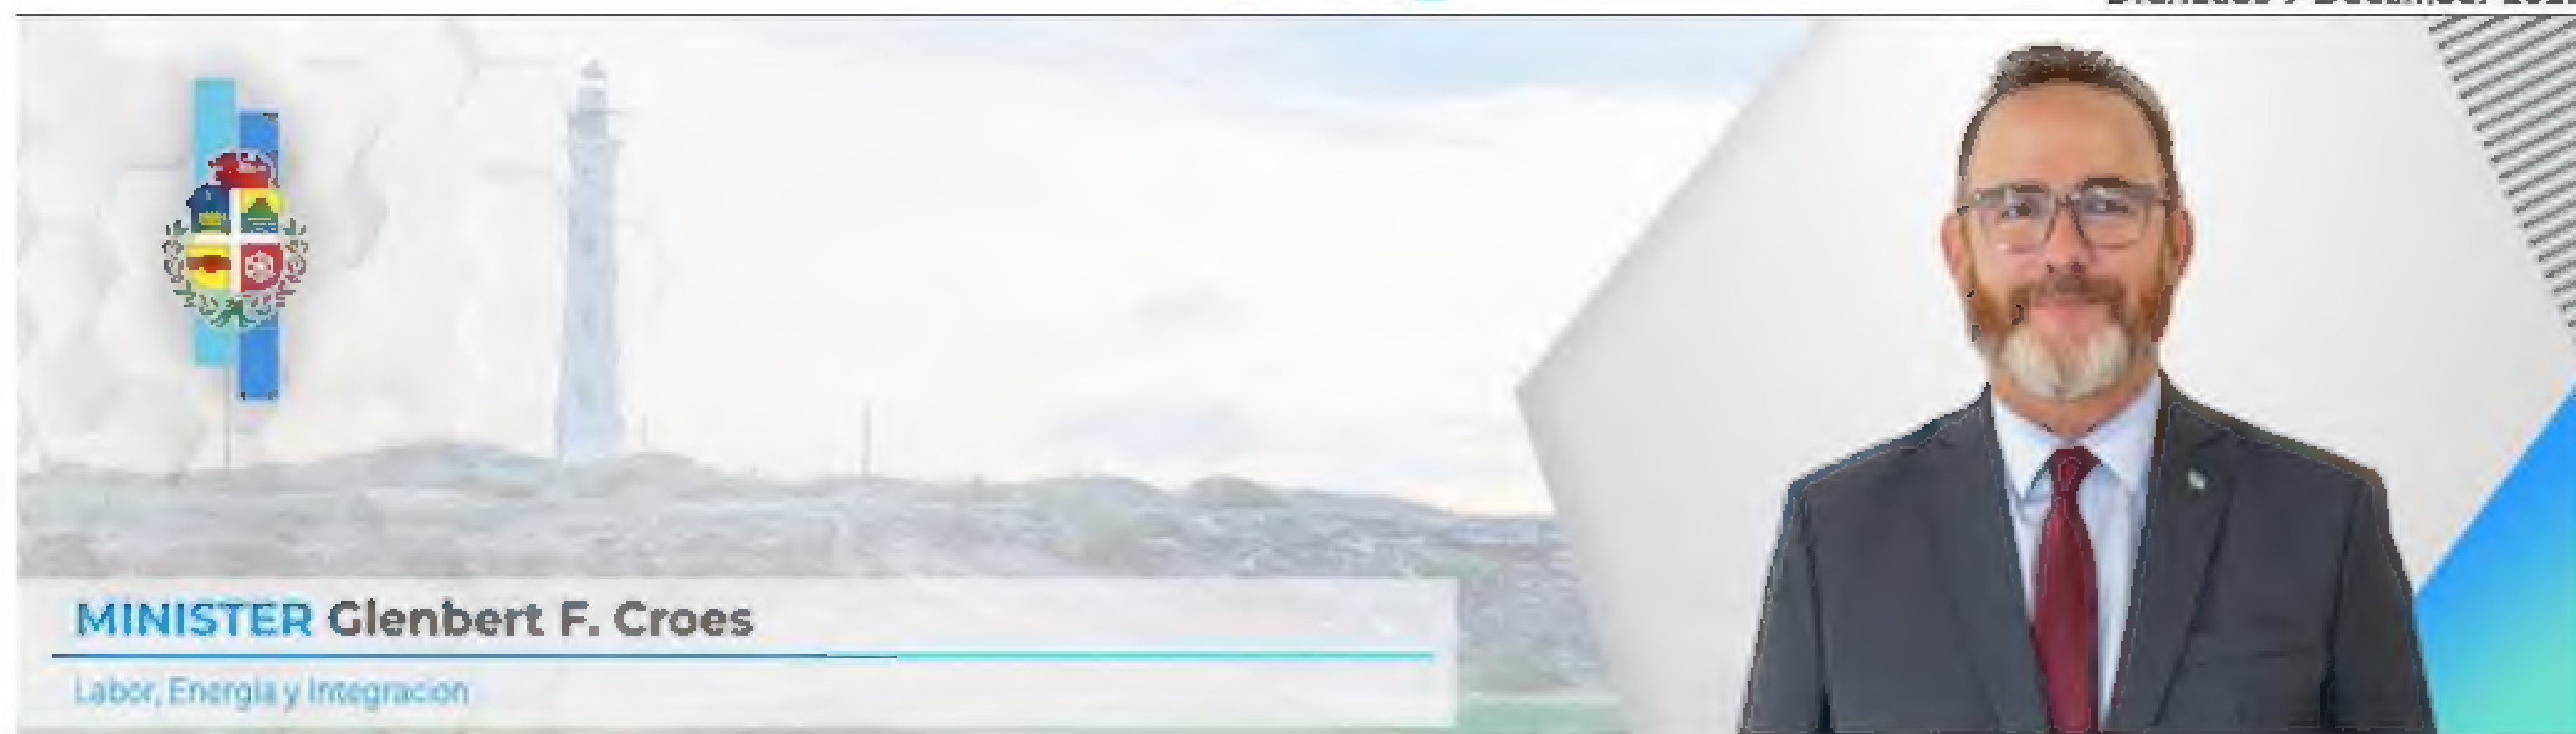 MINISTER Glenbert F. Croes
Labor, Energia y Integracion